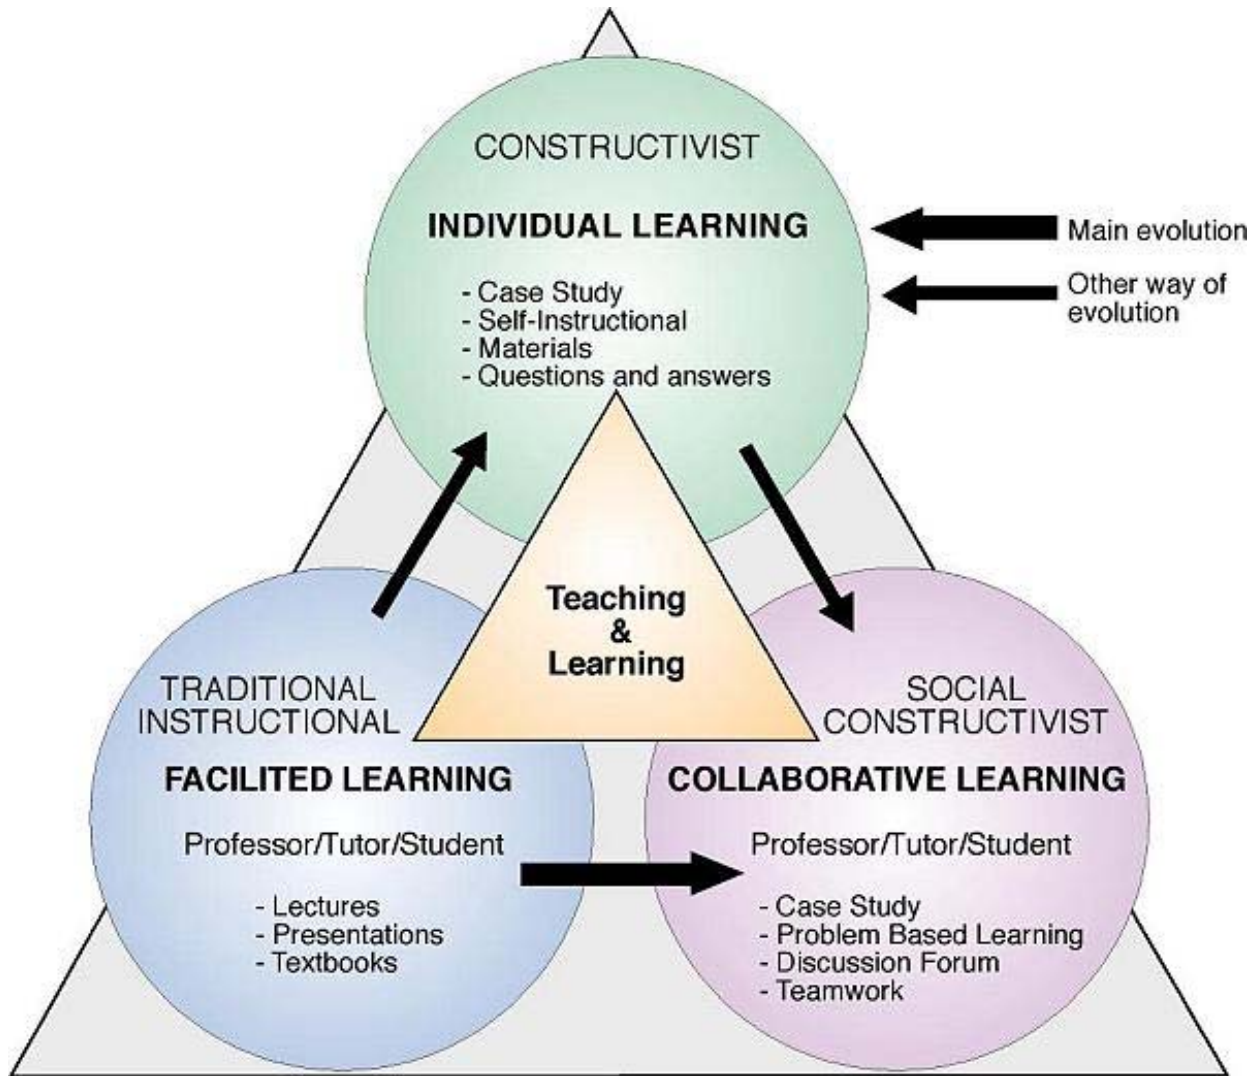 CONSTRUCTIVIST
INDIVIDUAL LEARNING
- Case Study
- Self-Instructional
- Materials
- Questions and answers
Main evolution
Other way of
evolution
Teaching
&
Learning
TRADITIONAL
INSTRUCTIONAL
FACILITED LEARNING
Professor/Tutor/Student
- Lectures
- Presentations
- Textbooks
SOCIAL
CONSTRUCTIVIST
COLLABORATIVE LEARNING
Professor/Tutor/Student
- Case Study
- Problem Based Learning
- Discussion Forum
- Teamwork